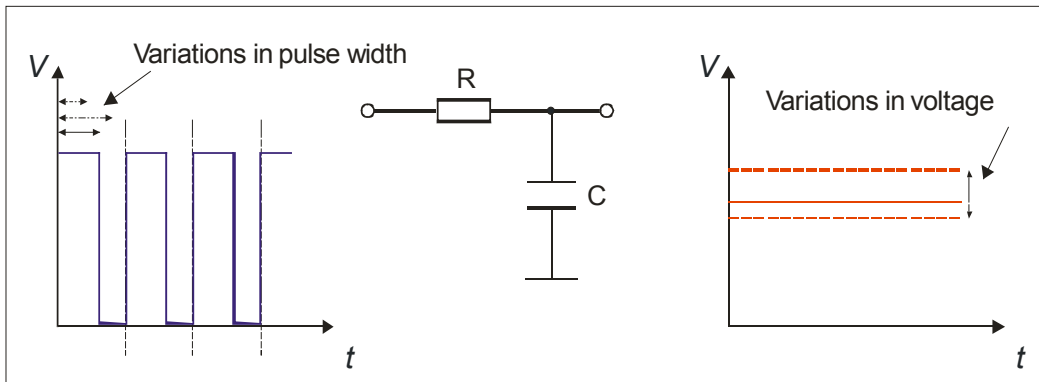 Variations in pulse width
V
t
R
C
V
Variations in voltage
t